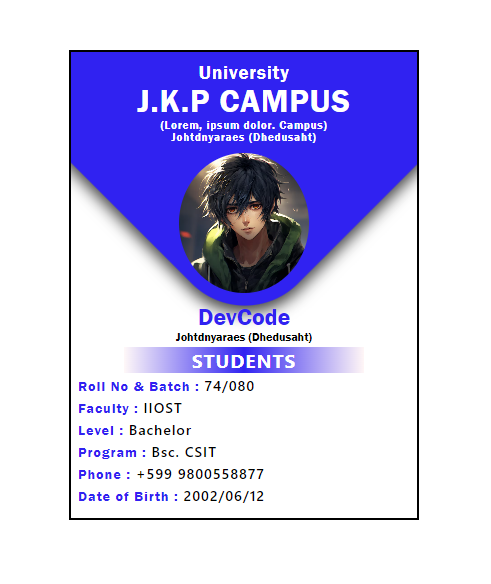 University
J.K.P CAMPUS
(Lorem, ipsum dolor. Campus)
Johtdnyaraes (Dhedusaht)
DevCode
Johtdnyaraes (Dhedusaht)
STUDENTS
Roll No & Batch : 74/080
Faculty : IIOST
Level : Bachelor
Program : Bsc. CSIT
Phone : +599 9800558877
Date of Birth : 2002/06/12